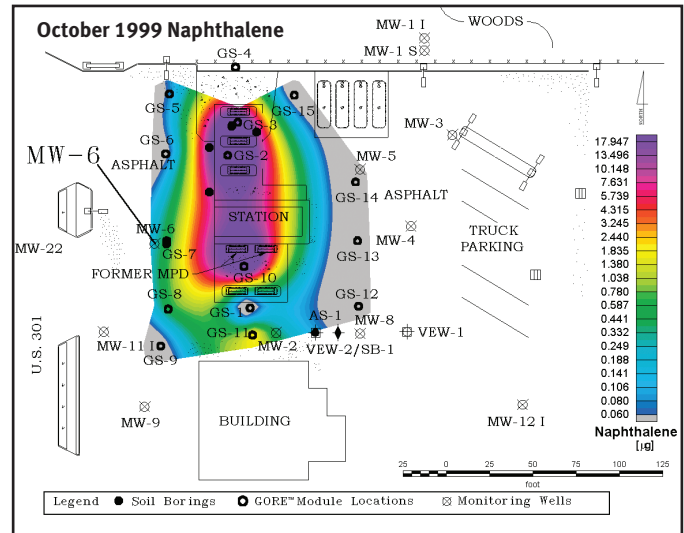 October 1999 Naphthalene
MW-1 I
WOODS
MW-1 S
GS-4
GS-5
GS-15
GS-3
GS-6
MW-3
MW-6
ASPHALT
GS-2
MW-5
GS-14
ASPHALT
STATION
MW-6
MW-22
GS-7
MW-4
TRUCK
PARKING
GS-13
FORMER MPD
GS-10
GS-8
GS-12
GS-1
AS-1
MW-8
U.S. 301
MW-11 I
GS-11
MW-2
VEW-1
GS-9
VEW-2/SB-1
MW-9
BUILDING
MW-12 I
17.947
13.496
10.148
7.631
5.739
4.315
3.245
2.440
1.835
1.380
1.038
0.780
0.587
0.441
0.332
0.249
0.188
0.141
0.106
0.080
0.060
Naphthalene
[µg]
25 0 25 50 75 100 125
foot
Legend Soil Borings GORE™ Module Locations Monitoring Wells